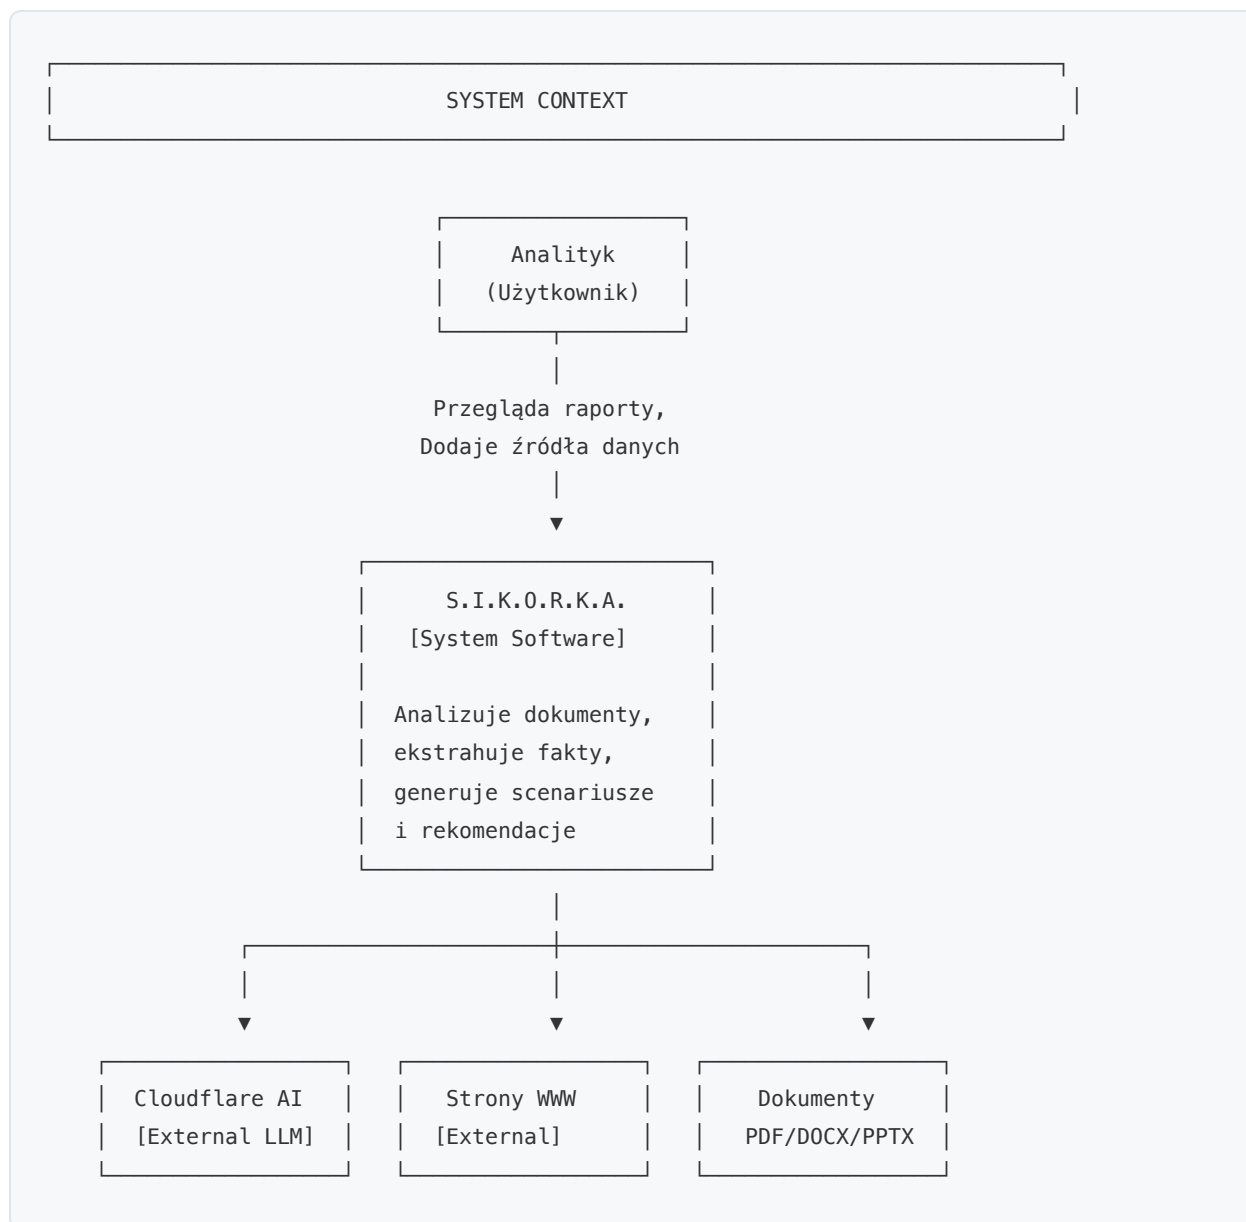 SYSTEM CONTEXT
Analityk
(Użytkownik)
Przegląda raporty,
Dodaje źródła danych
S.I.K.O.R.K.A.
[System Software]
Analizuje dokumenty,
ekstrahuje fakty,
generuje scenariusze
i rekomendacje
Cloudflare AI
[External LLM]
Strony WWW
[External]
Dokumenty
PDF/DOCX/PPTX